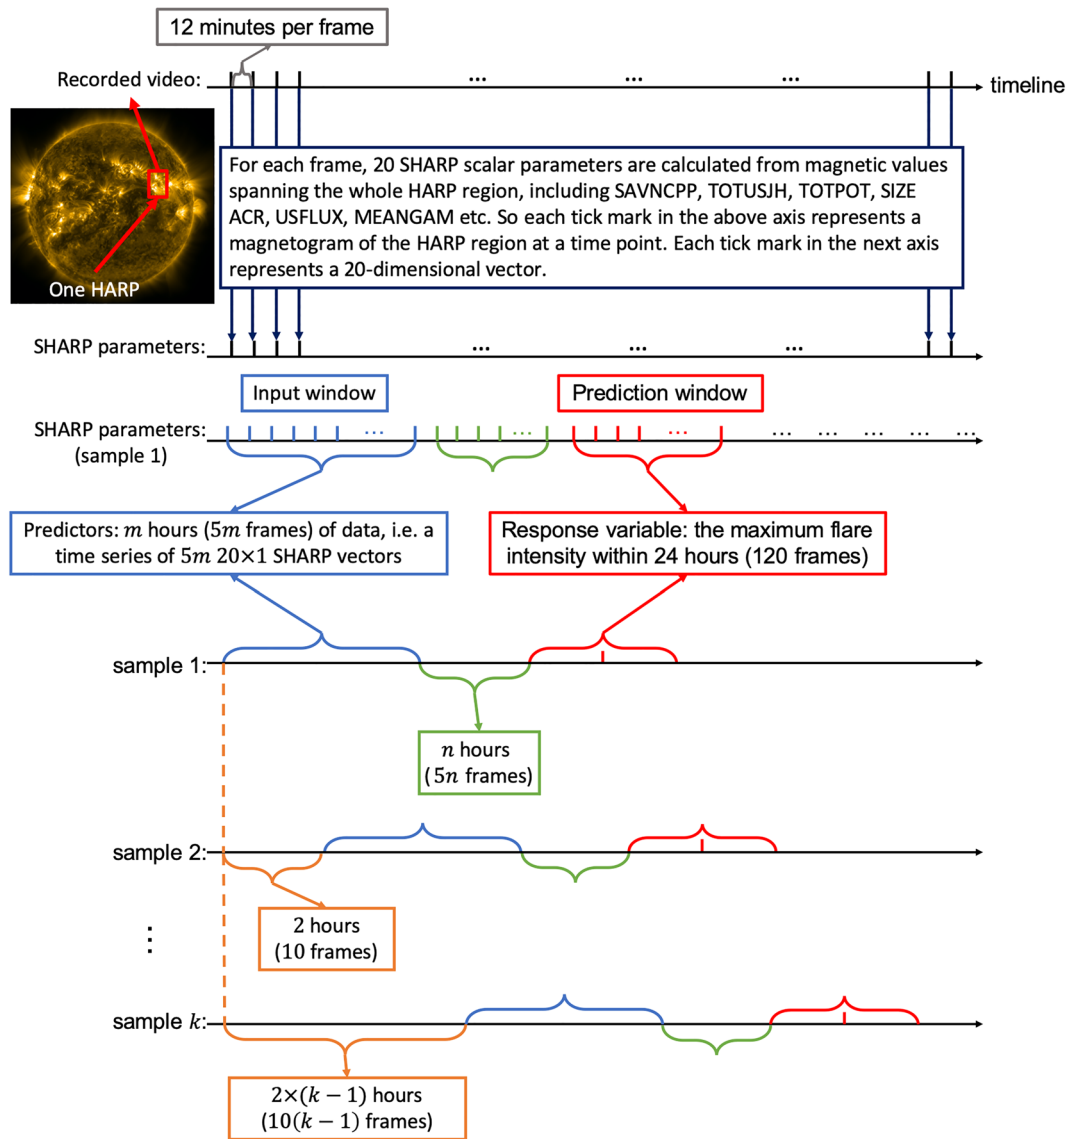 12 minutes per frame
Recorded video:
...
...
...
timeline
For each frame, 20 SHARP scalar parameters are calculated from magnetic values
spanning the whole HARP region, including SAVNCPP, TOTUSJH, TOTPOT, SIZE
ACR, USFLUX, MEANGAM etc. So each tick mark in the above axis represents a
magnetogram of the HARP region at a time point. Each tick mark in the next axis
represents a 20-dimensional vector.
One HARP
SHARP parameters:
...
...
...
Input window
Prediction window
SHARP parameters:
(sample 1)
...
...
...
... ... ... ... ...
Predictors: m hours (5m frames) of data, i.e. a
time series of 5m 20×1 SHARP vectors
Response variable: the maximum flare
intensity within 24 hours (120 frames)
sample 1:
n hours
(5n frames)
sample 2:
2 hours
(10 frames)
⋮
sample k:
2×(k − 1) hours
(10(k − 1) frames)